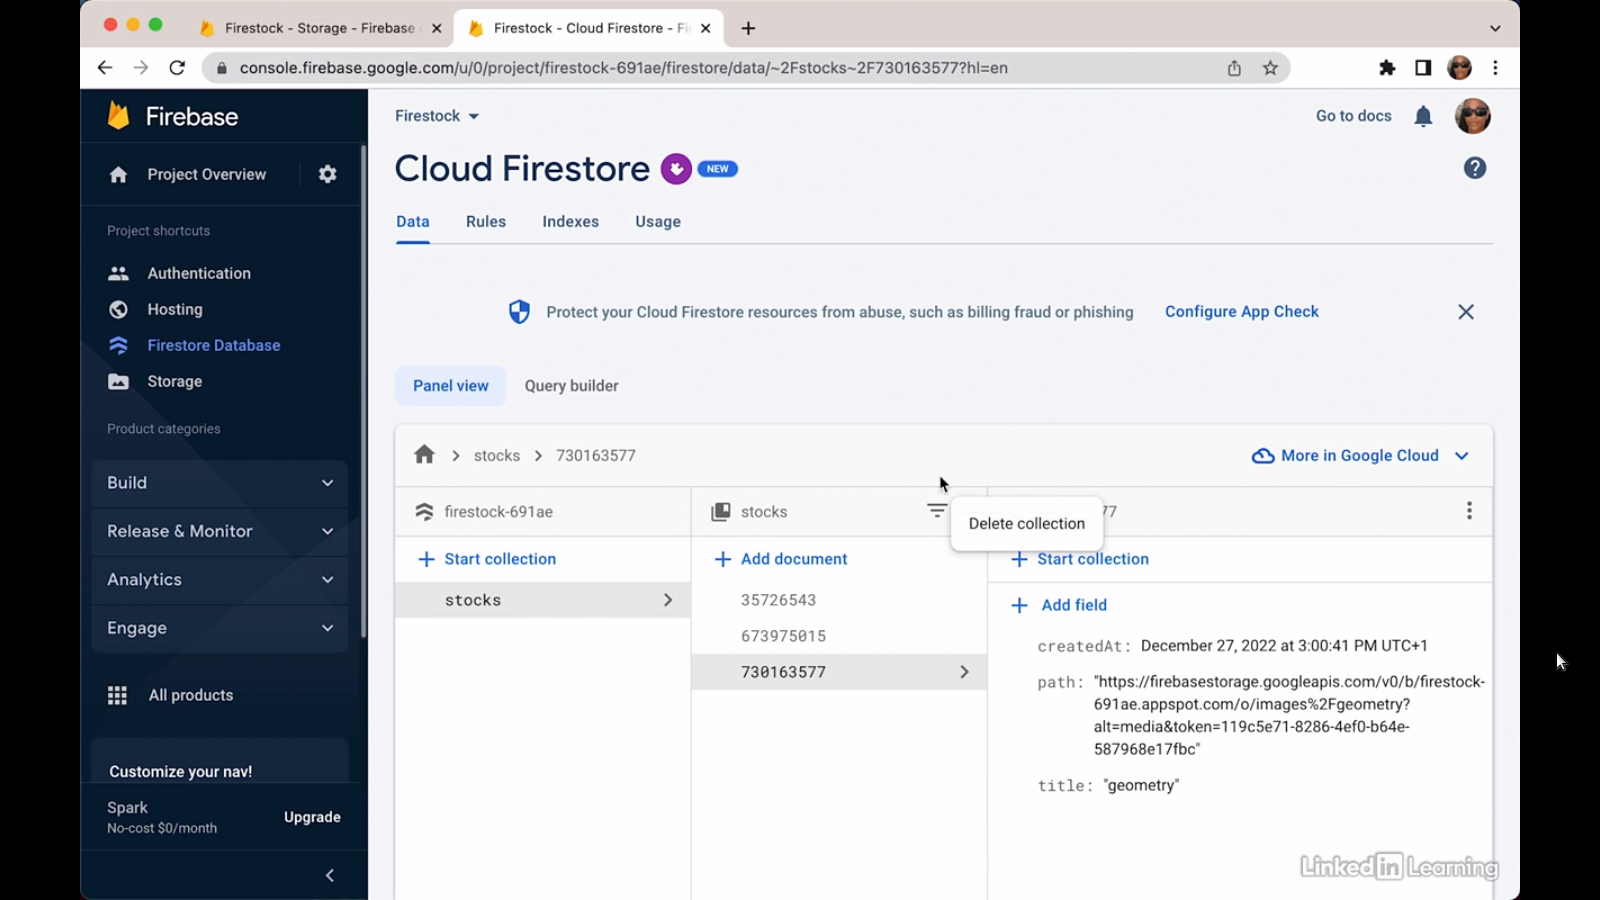 Firestock - Storage - Firebase
Firestock - Cloud Firestore - Fi
console.firebase.google.com/u/0/project/firestock-691ae/firestore/data/~2Fstocks~2F730163577?hl=en
Firebase
Firestock
Go to docs
Project Overview
Cloud Firestore
NEW
Data
Rules
Indexes
Usage
Project shortcuts
Authentication
Hosting
Firestore Database
Storage
Protect your Cloud Firestore resources from abuse, such as billing fraud or phishing
Configure App Check
Panel view
Query builder
Product categories
Build
Release & Monitor
Analytics
Engage
All products
Customize your nav!
Spark
No-cost $0/month
Upgrade
stocks
730163577
More in Google Cloud
firestock-691ae
stocks
77
Delete collection
Start collection
Add document
Start collection
stocks
35726543
673975015
730163577
Add field
createdAt: December 27, 2022 at 3:00:41 PM UTC+1
path: "https://firebasestorage.googleapis.com/v0/b/firestock-
691ae.appspot.com/o/images%2Fgeometry?
alt=media&token=119c5e71-8286-4ef0-b64e-
587968e17fbc"
title: "geometry"
LinkedIn Learning